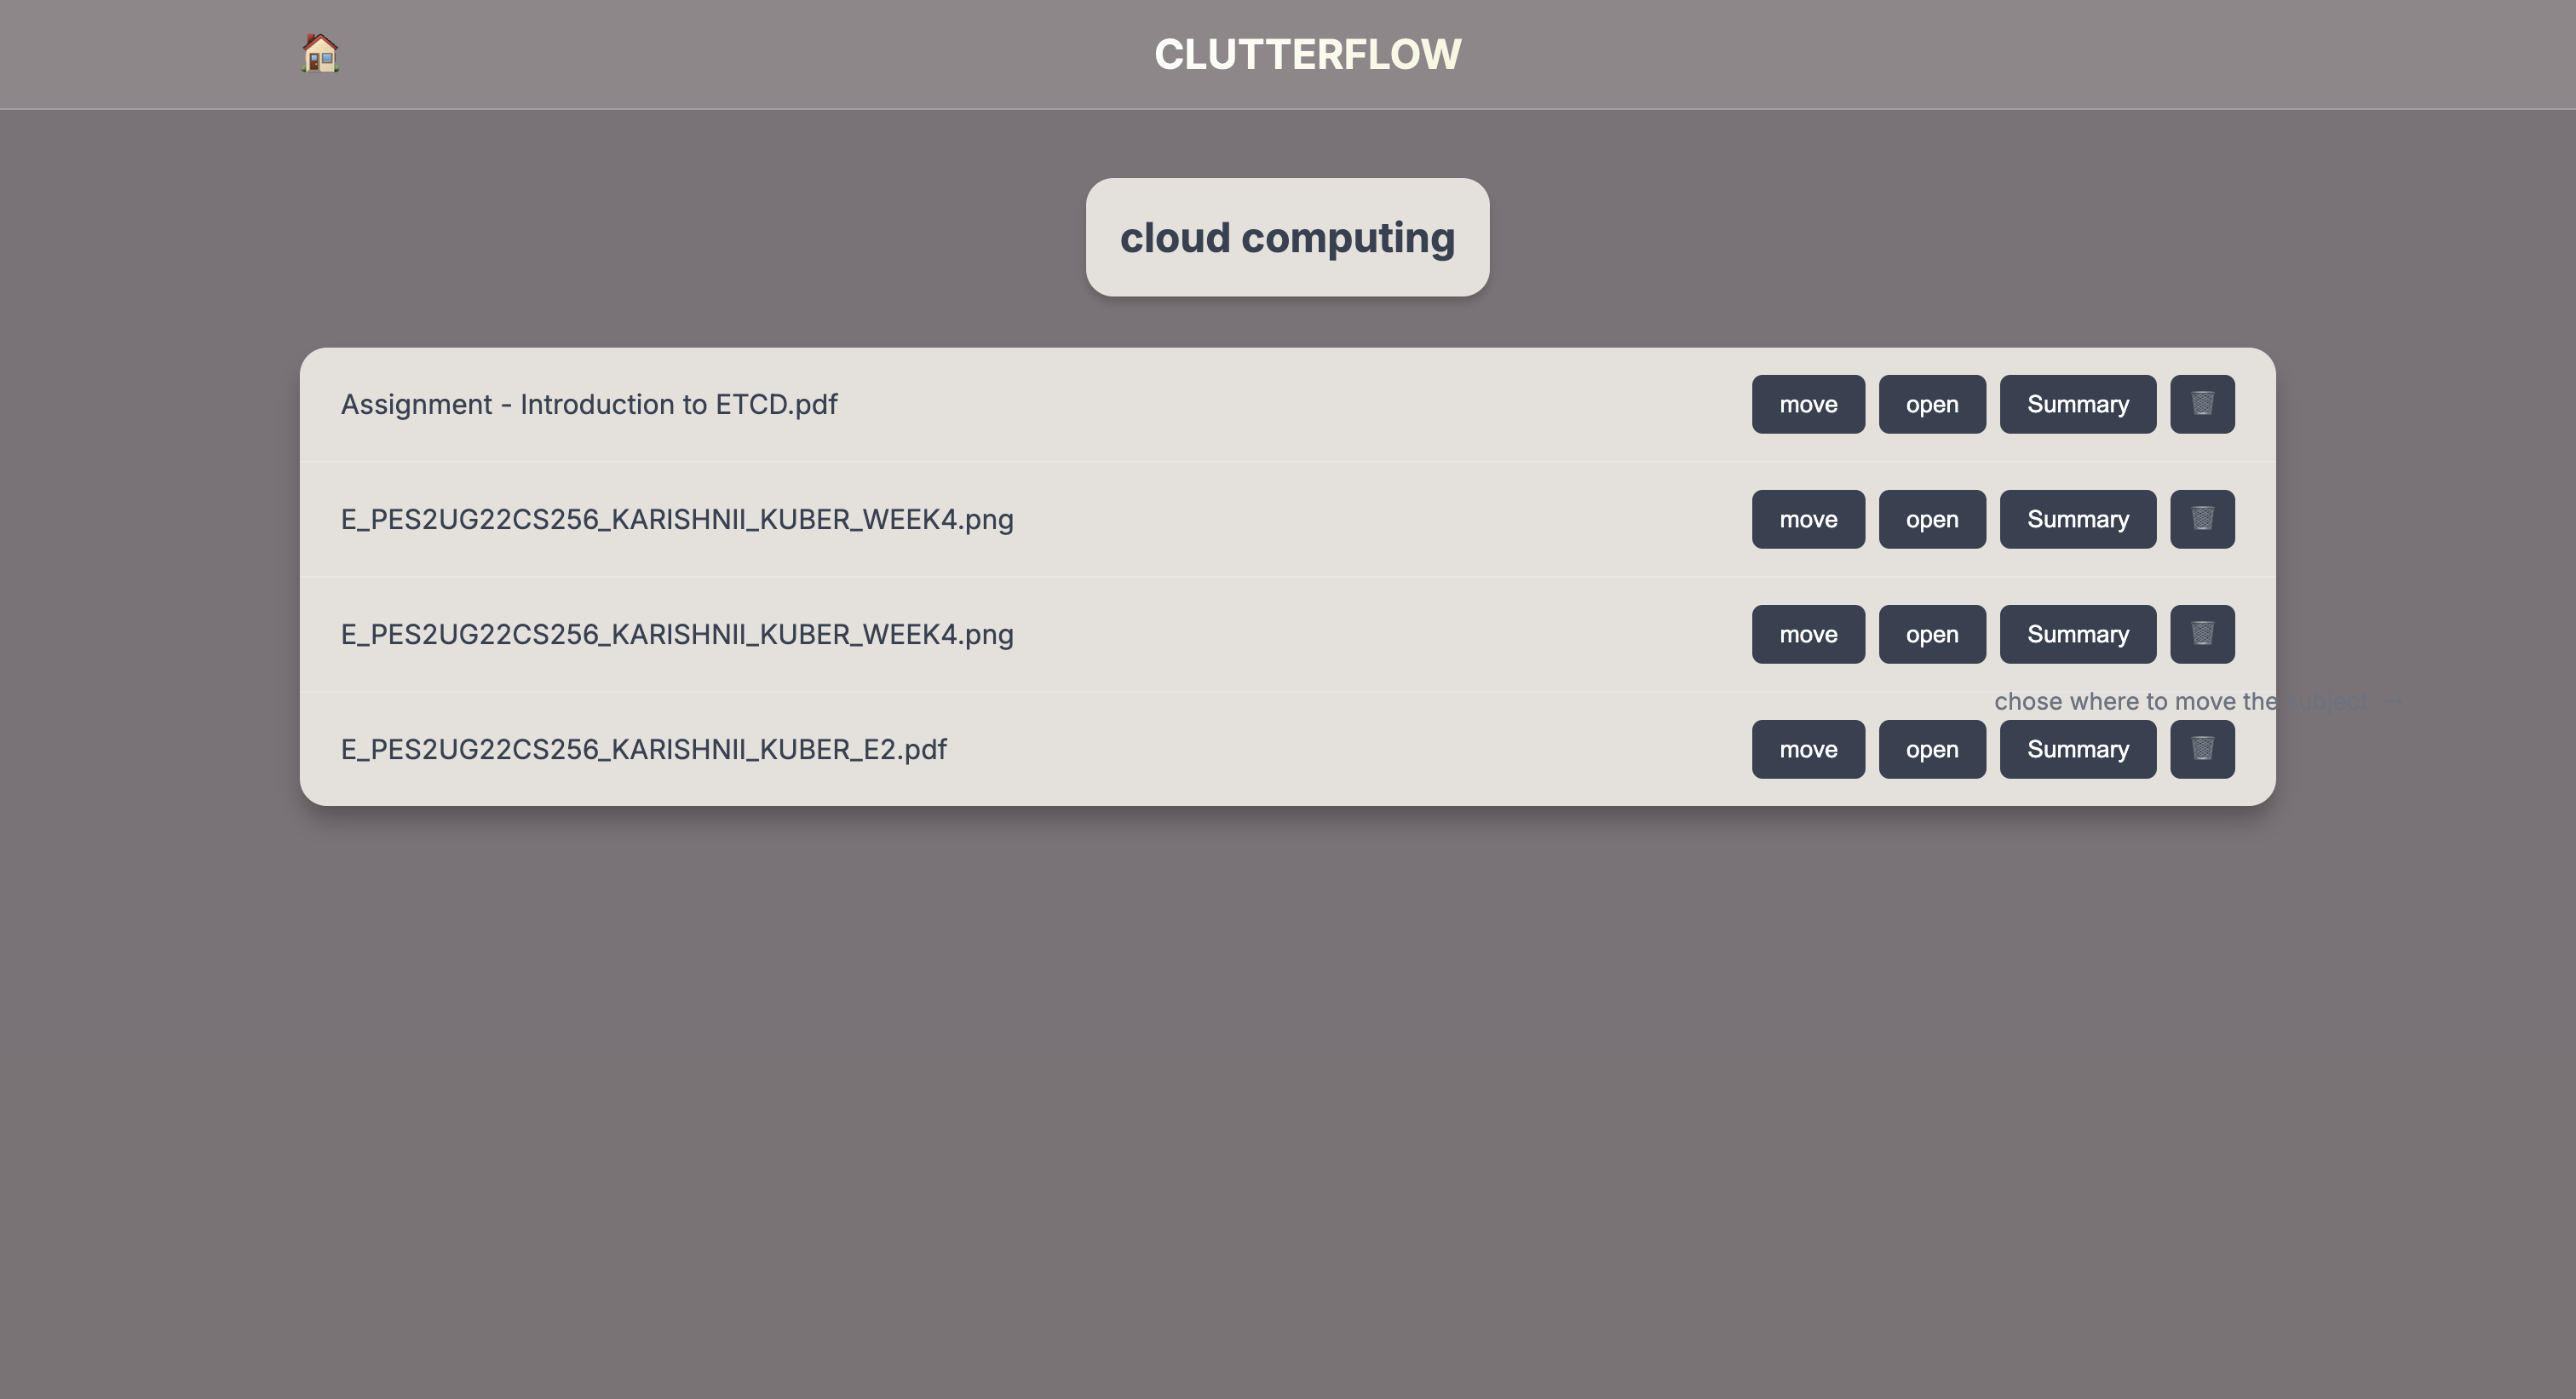 CLUTTERFLOW
cloud computing
Assignment - Introduction to ETCD.pdf move open Summary
E_PES2UG22CS256_KARISHNII_KUBER_WEEK4.png move open Summary
E_PES2UG22CS256_KARISHNII_KUBER_WEEK4.png move open Summary
chose where to move the subject →
E_PES2UG22CS256_KARISHNII_KUBER_E2.pdf move open Summary